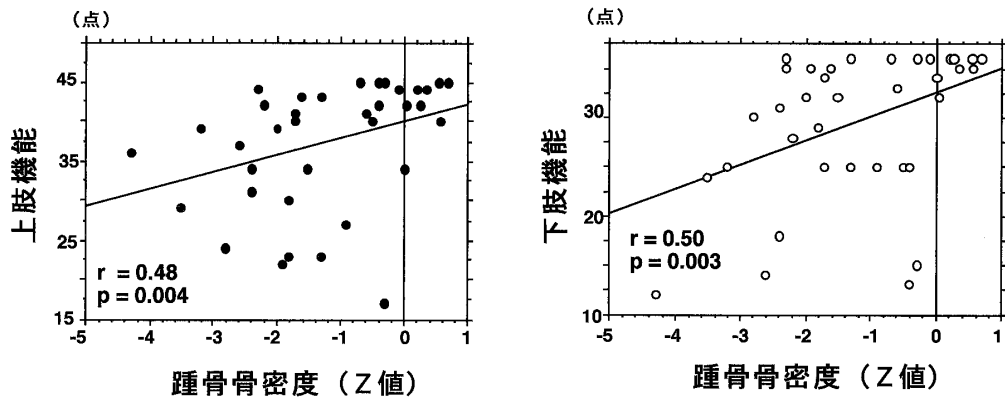 （点）
45
35
25
15
上肢機能
r = 0.48
p = 0.004
-5 -4 -3 -2 -1 0 1
踵骨骨密度（Z値）
（点）
30
20
10
下肢機能
r = 0.50
p = 0.003
-5 -4 -3 -2 -1 0 1
踵骨骨密度（Z値）